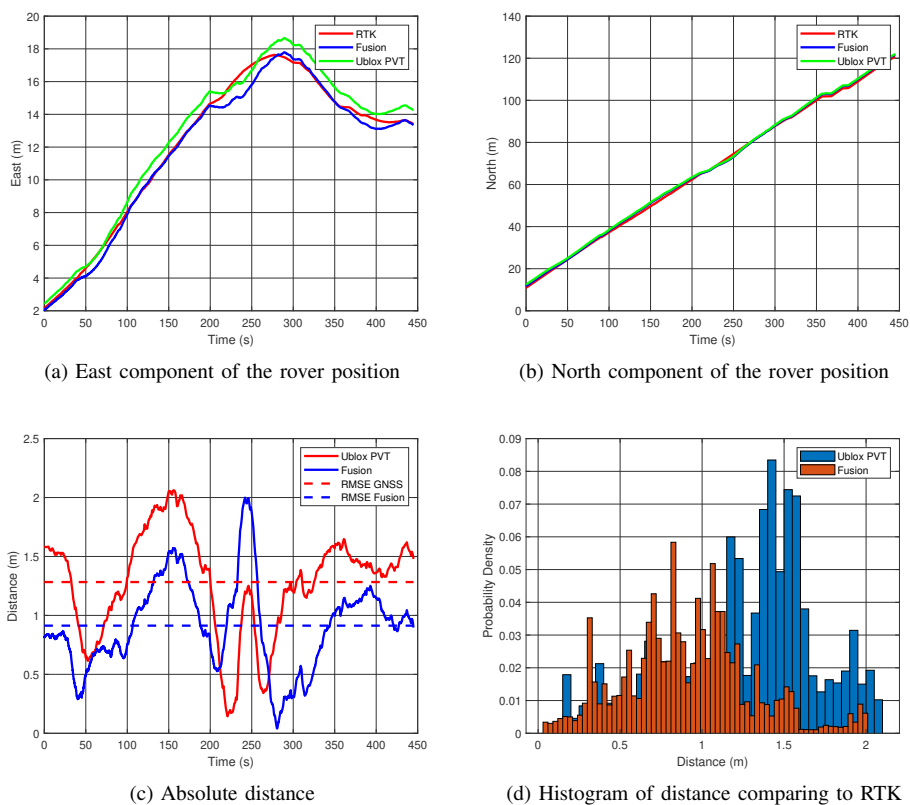 20
18
16
14
12
10
8
6
4
2
East (m)
0 50 100 150 200 250 300 350 400 450
Time (s)
RTK
Fusion
Ublox PVT
(a) East component of the rover position
140
120
100
80
60
40
20
0
North (m)
0 50 100 150 200 250 300 350 400 450
Time (s)
RTK
Fusion
Ublox PVT
(b) North component of the rover position
2.5
2
1.5
1
0.5
0
Distance (m)
0 50 100 150 200 250 300 350 400 450
Time (s)
Ublox PVT
Fusion
RMSE GNSS
RMSE Fusion
(c) Absolute distance
0.09
0.08
0.07
0.06
0.05
0.04
0.03
0.02
0.01
0
Probability Density
0 0.5 1 1.5 2
Distance (m)
Ublox PVT
Fusion
(d) Histogram of distance comparing to RTK